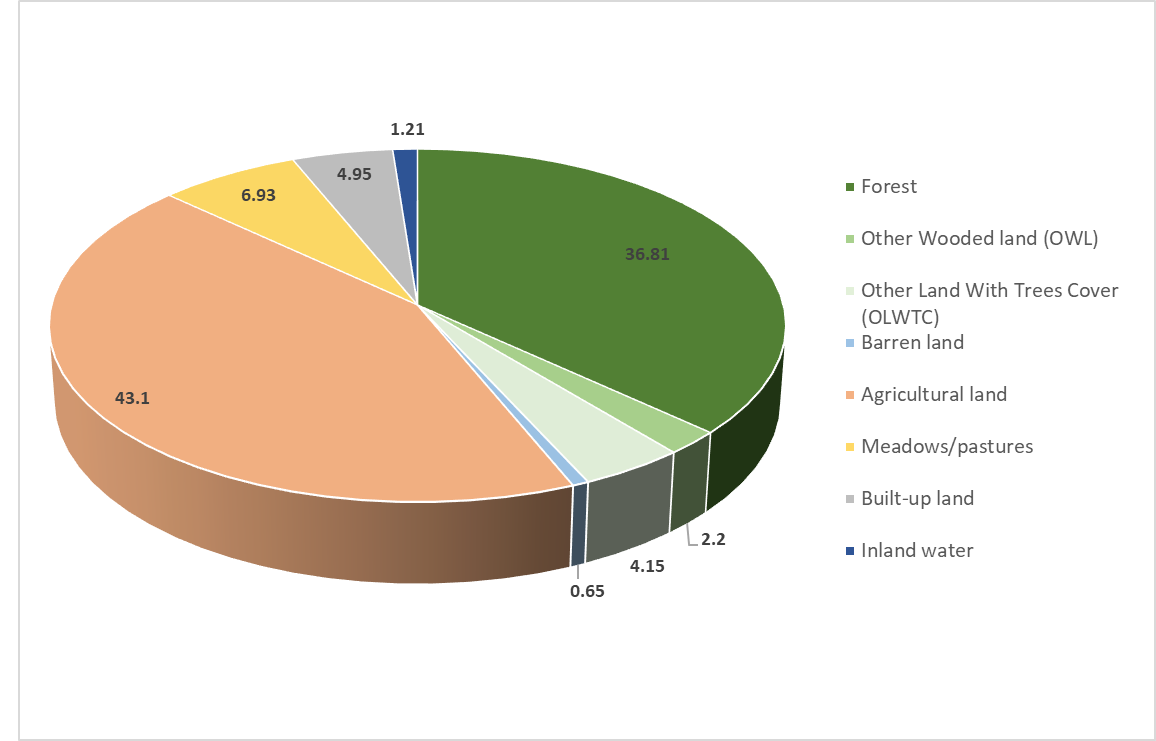 1.21
4.95
6.93
36.81
43.1
2.2
4.15
0.65
Forest
Other Wooded land (OWL)
Other Land With Trees Cover
(OLWTC)
Barren land
Agricultural land
Meadows/pastures
Built-up land
Inland water